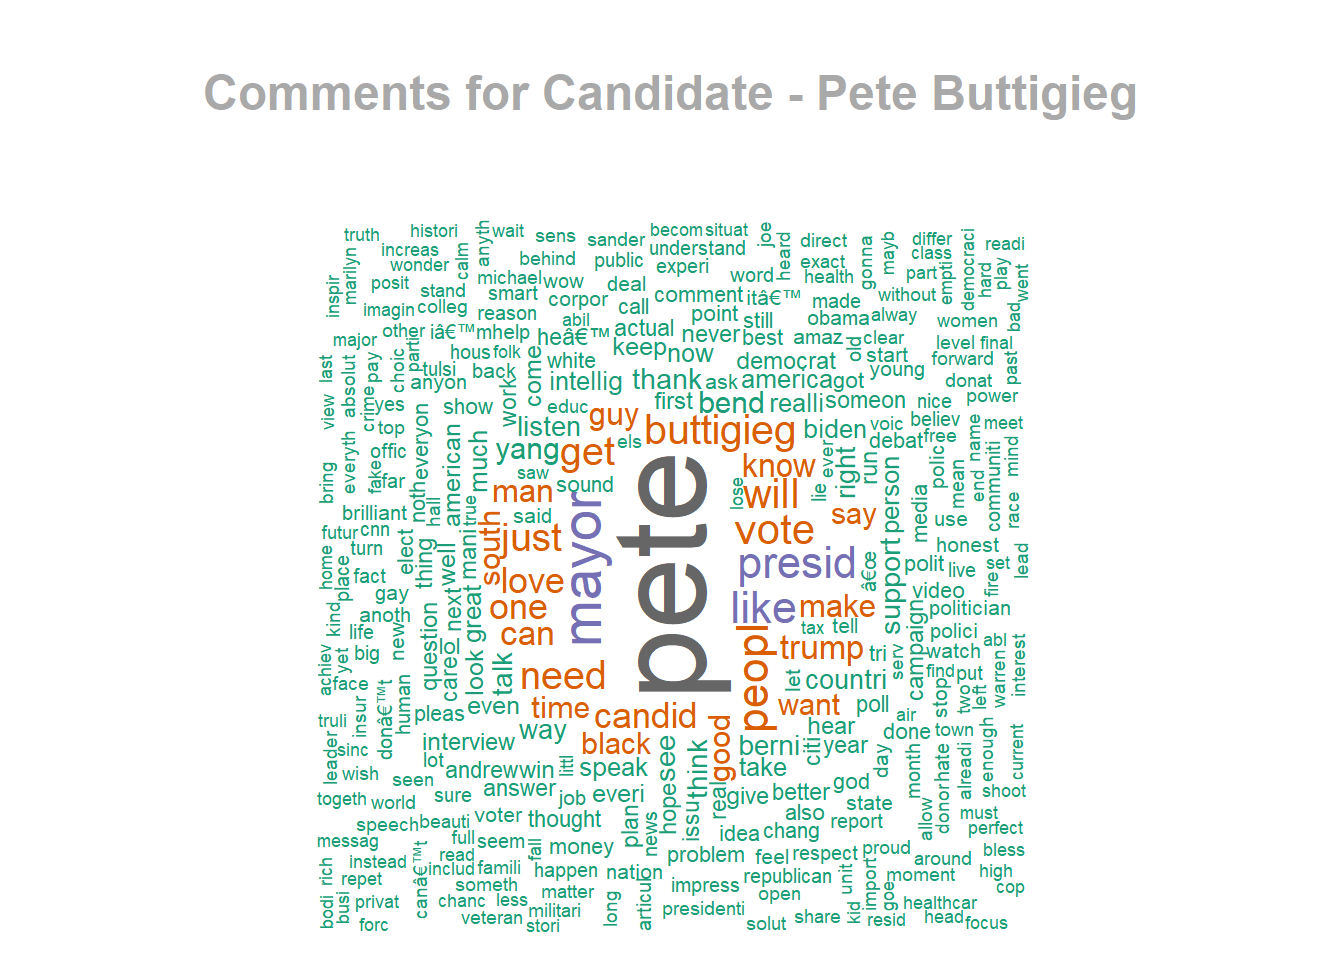 Comments for Candidate - Pete Buttigieg
truth
histori
anyth
wait
sens
sander
becom
situat
joe
heard
direct
gonna
mayb
differ
class
democraci
readi
increas
wonder
calm
behind
public
understand
experi
exact
health
part
empti
hard
play
went
inspir
marilyn
posit
stand
michael
smart
wow
deal
word
comment
itâ€™
made
without
imagin
colleg
reason
corpor
call
point
still
obama
alway
women
bad
major
other
iâ€™
mhelp
abil
heâ€™
actual
never
best
amaz
old
clear
level
final
last
choic
parti
hous
folk
white
keep
now
democrat
start
forward
past
view
absolut
pay
tulsi
back
come
intellig
thank
ask
america
got
young
donat
crime
yes
anyon
show
work
educ
guy
first
bend
realli
someon
nice
power
top
everyon
listen
els
buttigieg
biden
voic
believ
meet
bring
everyth
fake
offic
far
noth
american
much
yang
get
know
ever
debat
free
name
mind
saw
sound
lose
will
lie
right
run
person
polic
mean
end
communiti
race
brilliant
hall
true
man
said
say
media
use
futur
cnn
elect
thing
well
mani
south
just
mayor
pete
vote
presid
â€œ
support
polit
honest
lead
home
place
turn
fact
gay
love
like
make
live
fire
set
video
kind
anoth
new
question
next
great
one
can
tax
tell
politician
life
big
care
lol
look
talk
need
peopl
trump
tri
serv
campaign
polici
watch
abl
interest
achiev
yet
face
donâ€™t
human
pleas
even
time
candid
let
want
countri
poll
find
put
stop
two
left
warren
truli
insur
interview
way
black
good
hear
air
done
town
leader
sinc
wish
lot
andrew
win
littl
speak
hope
see
think
berni
take
citi
year
day
month
hate
alreadi
enough
current
seen
answer
job
everi
issu
real
give
better
god
state
donor
shoot
togeth
world
sure
voter
thought
plan
news
idea
chang
also
report
allow
must
perfect
messag
speech
beauti
full
seem
fall
money
problem
feel
respect
proud
around
bless
rich
instead
canâ€™t
read
includ
famili
happen
nation
impress
republican
unit
import
moment
high
cop
repet
someth
matter
open
bodi
busi
privat
chanc
less
militari
long
articul
presidenti
share
kid
goe
healthcar
forc
veteran
stori
solut
resid
head
focus